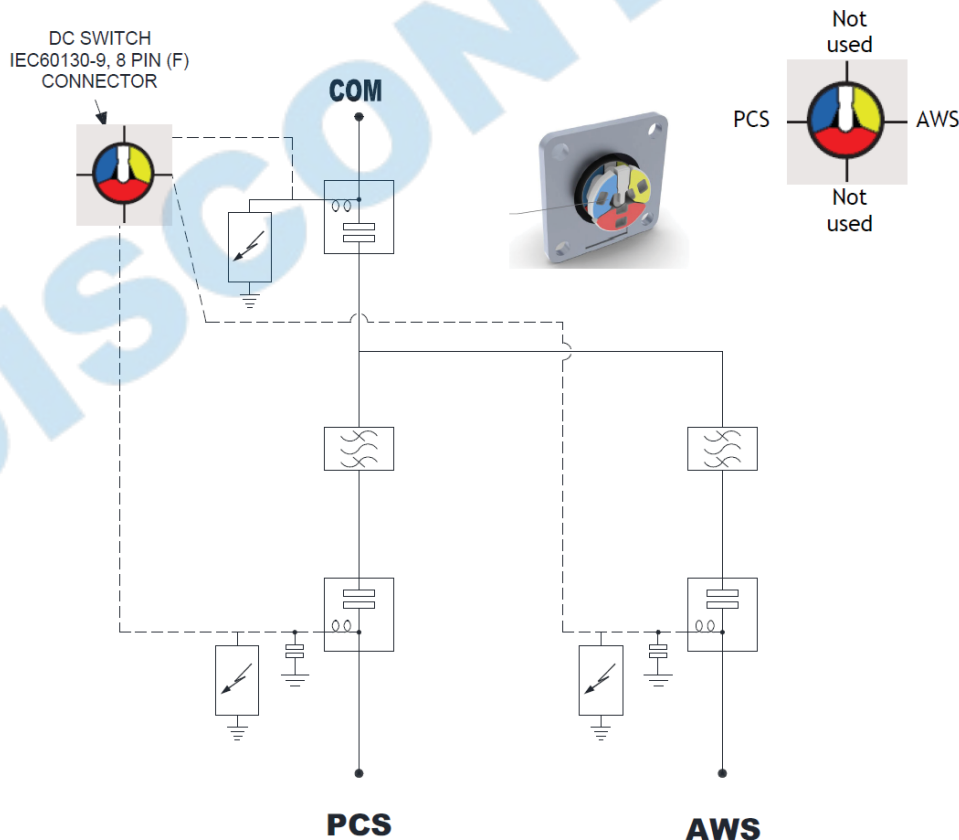 DC SWITCH
IEC60130-9, 8 PIN (F)
CONNECTOR
COM
Not
used
PCS
AWS
Not
used
PCS
AWS